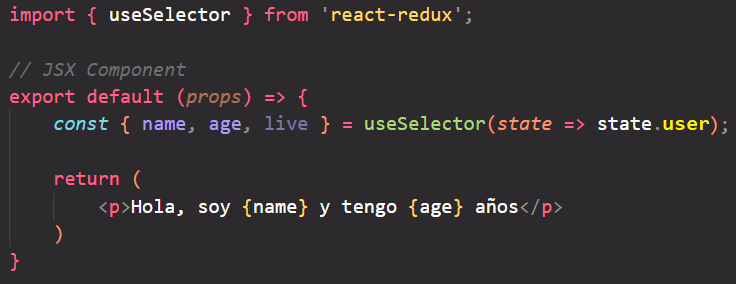 import { useSelector } from 'react-redux';
// JSX Component
export default (props) => {
const { name, age, live } = useSelector(state => state.user);
return (
<p>Hola, soy {name} y tengo {age} años</p>
)
}